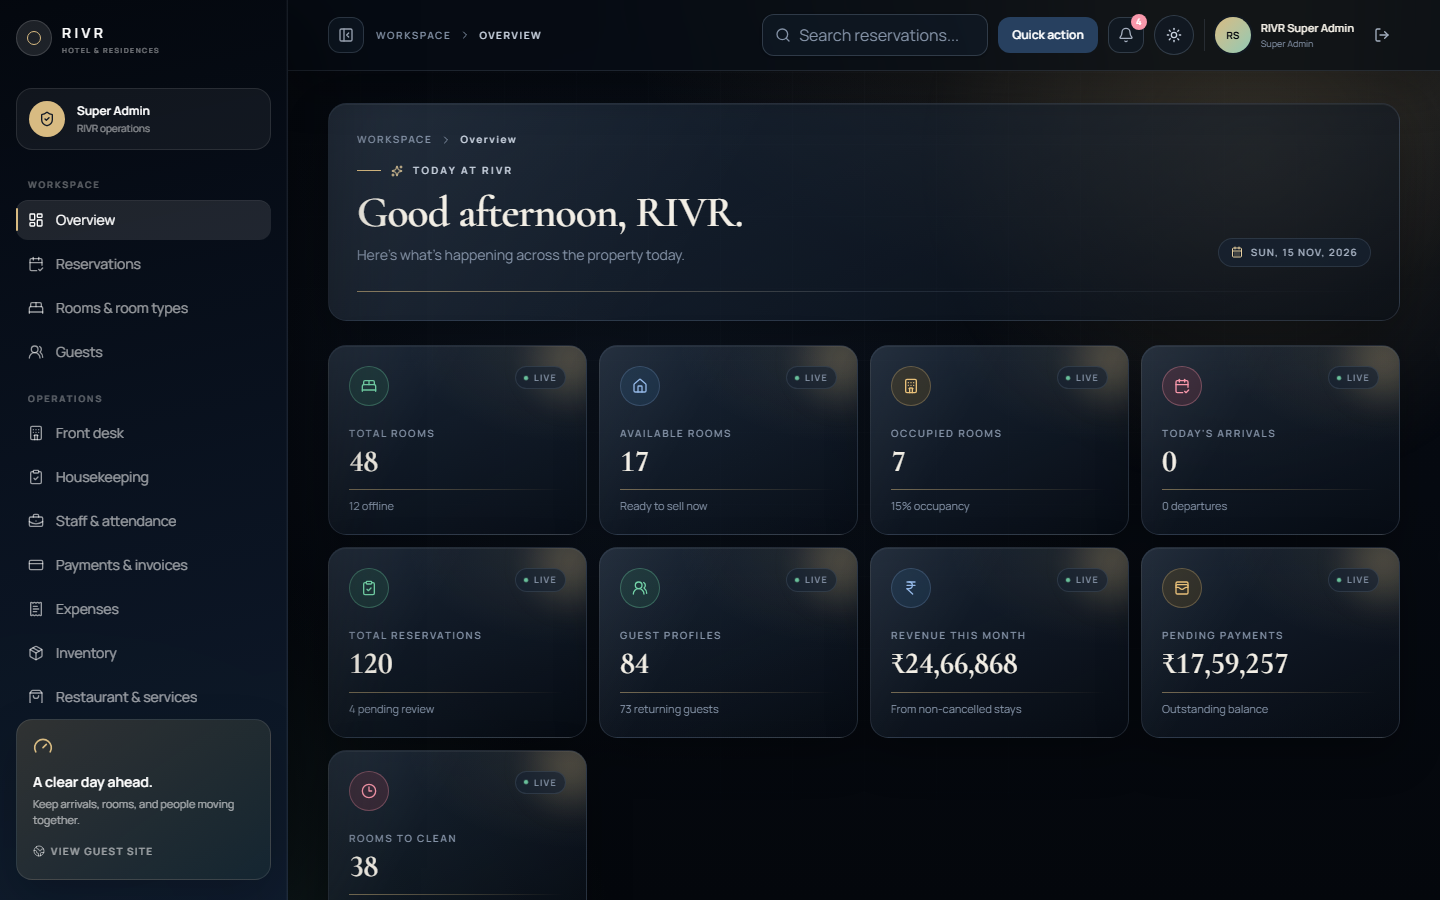 RIVR
HOTEL & RESIDENCES
Super Admin
RIVR operations
WORKSPACE
Overview
Reservations
Rooms & room types
Guests
OPERATIONS
Front desk
Housekeeping
Staff & attendance
Payments & invoices
Expenses
Inventory
Restaurant & services
A clear day ahead.
Keep arrivals, rooms, and people moving
together.
VIEW GUEST SITE
WORKSPACE > OVERVIEW
Search reservations...
Quick action
4
RS
RIVR Super Admin
Super Admin
WORKSPACE > Overview
TODAY AT RIVR
Good afternoon, RIVR.
Here's what's happening across the property today.
SUN, 15 NOV, 2026
LIVE
TOTAL ROOMS
48
12 offline
LIVE
AVAILABLE ROOMS
17
Ready to sell now
LIVE
OCCUPIED ROOMS
7
15% occupancy
LIVE
TODAY'S ARRIVALS
0
0 departures
LIVE
TOTAL RESERVATIONS
120
4 pending review
LIVE
GUEST PROFILES
84
73 returning guests
LIVE
REVENUE THIS MONTH
₹24,66,868
From non-cancelled stays
LIVE
PENDING PAYMENTS
₹17,59,257
Outstanding balance
LIVE
ROOMS TO CLEAN
38